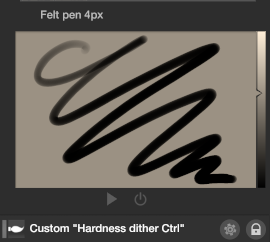 Felt pen 4px
Custom "Hardness dither Ctrl"